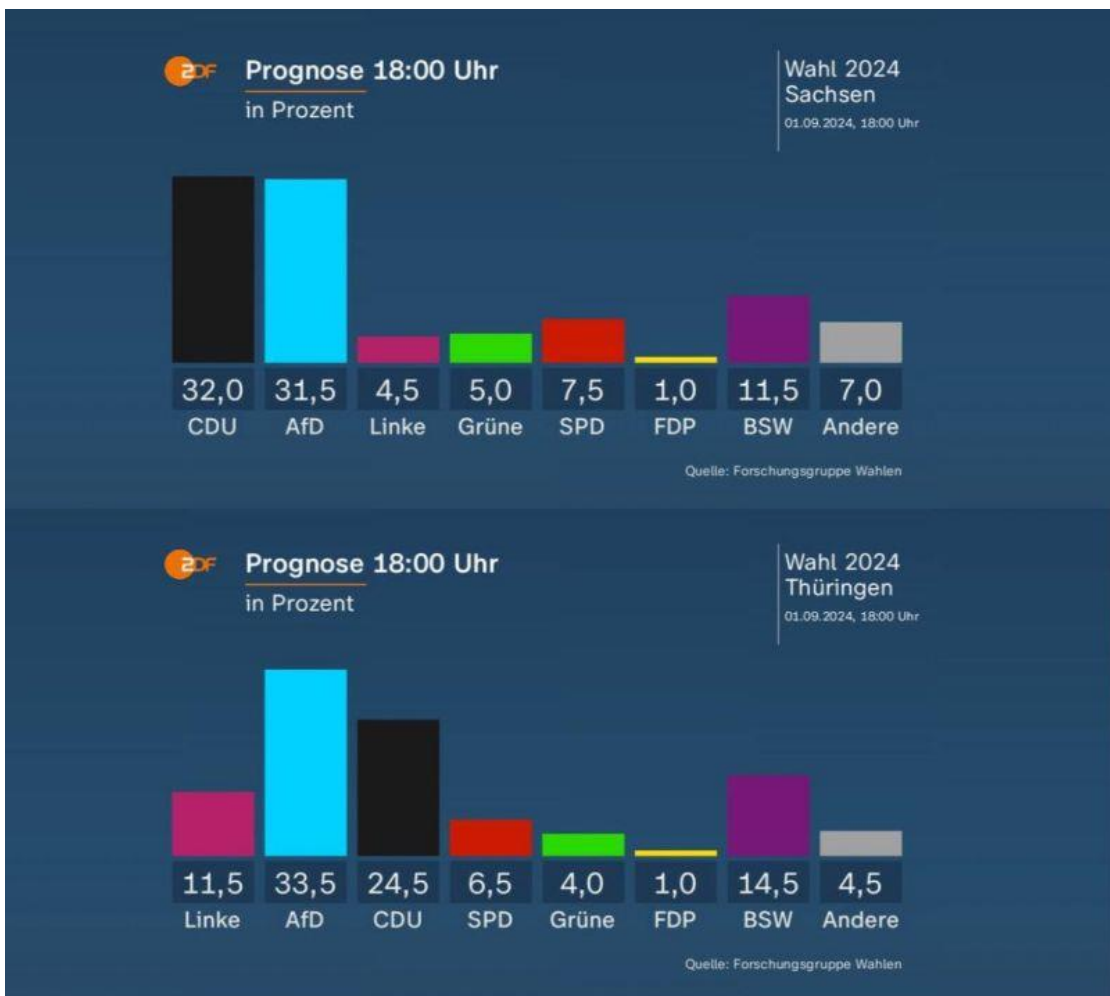 ZDF
Prognose 18:00 Uhr
in Prozent
Wahl 2024
Sachsen
01.09.2024, 18:00 Uhr
32,0 31,5 4,5 5,0 7,5 1,0 11,5 7,0
CDU AfD Linke Grüne SPD FDP BSW Andere
Quelle: Forschungsgruppe Wahlen
ZDF
Prognose 18:00 Uhr
in Prozent
Wahl 2024
Thüringen
01.09.2024, 18:00 Uhr
11,5 33,5 24,5 6,5 4,0 1,0 14,5 4,5
Linke AfD CDU SPD Grüne FDP BSW Andere
Quelle: Forschungsgruppe Wahlen